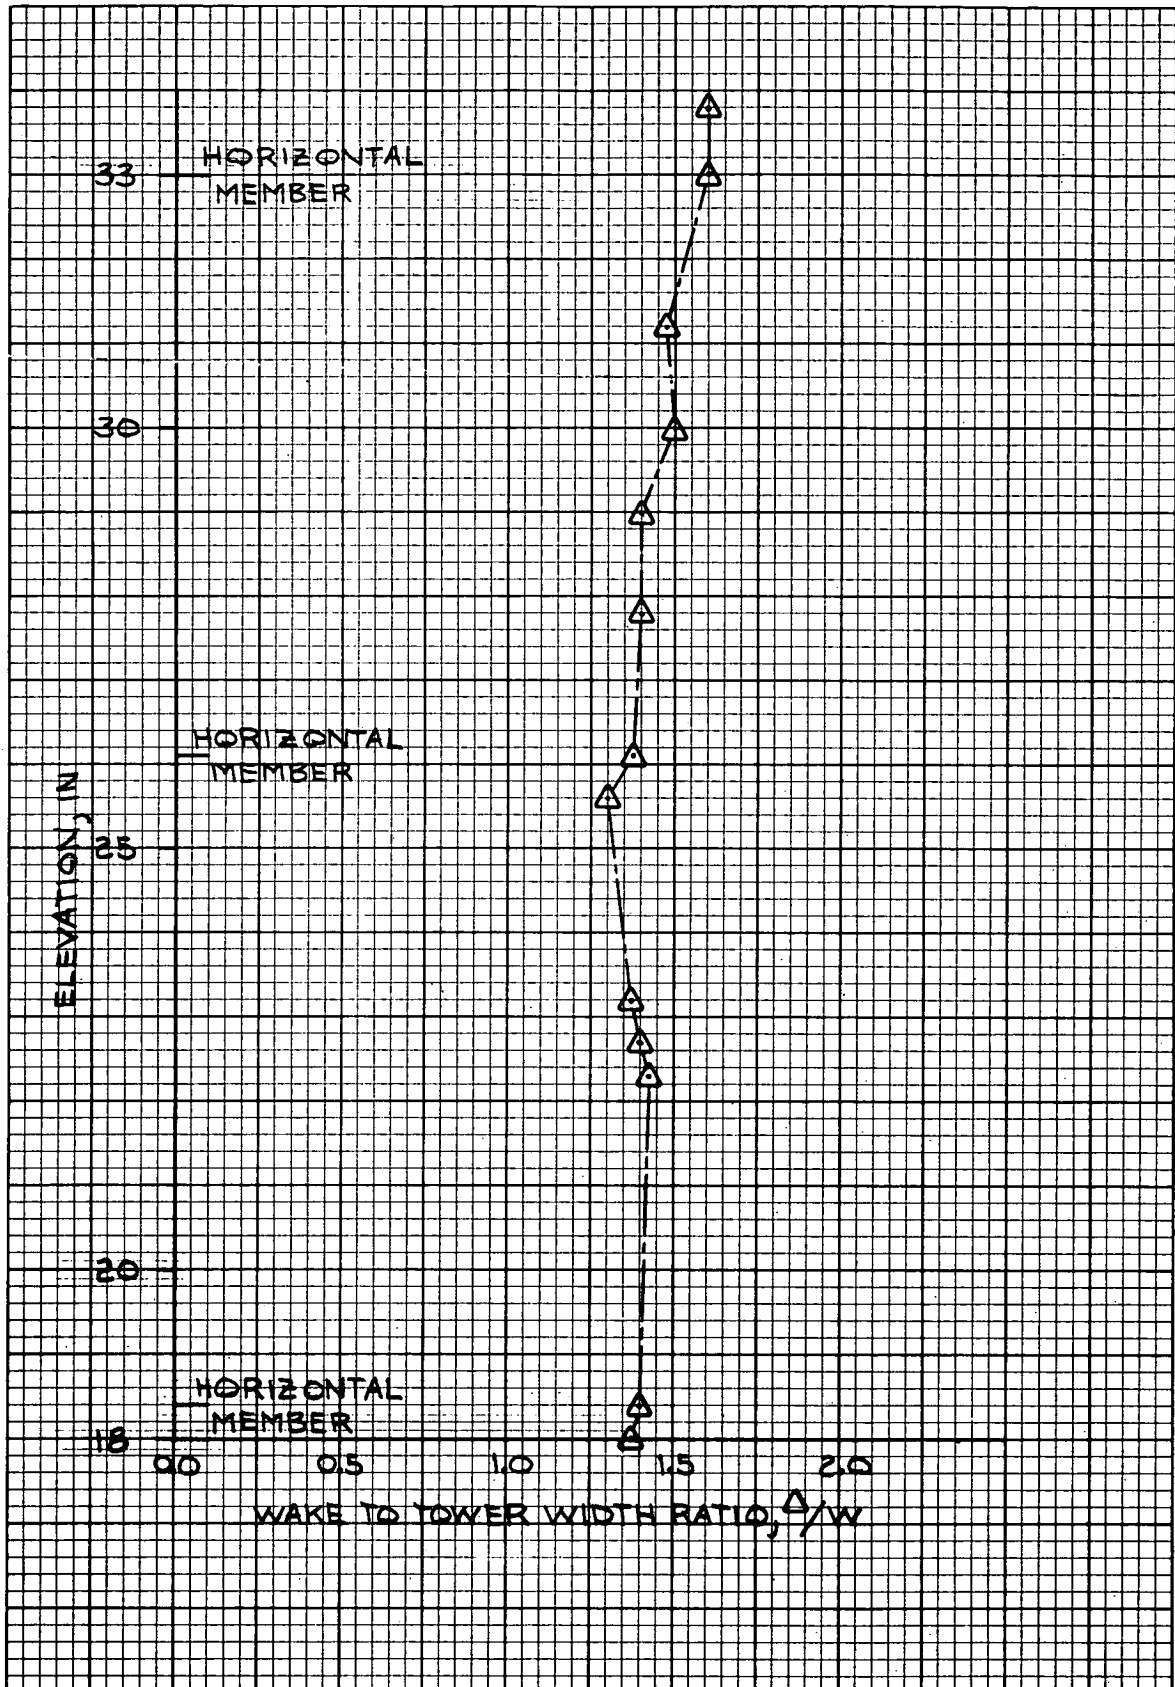 33
HORIZONTAL
MEMBER
30
HORIZONTAL
MEMBER
ELEVATION, IN
25
20
HORIZONTAL
MEMBER
18
0.0 0.5 1.0 1.5 2.0
WAKE TO TOWER WIDTH RATIO, Δ/W